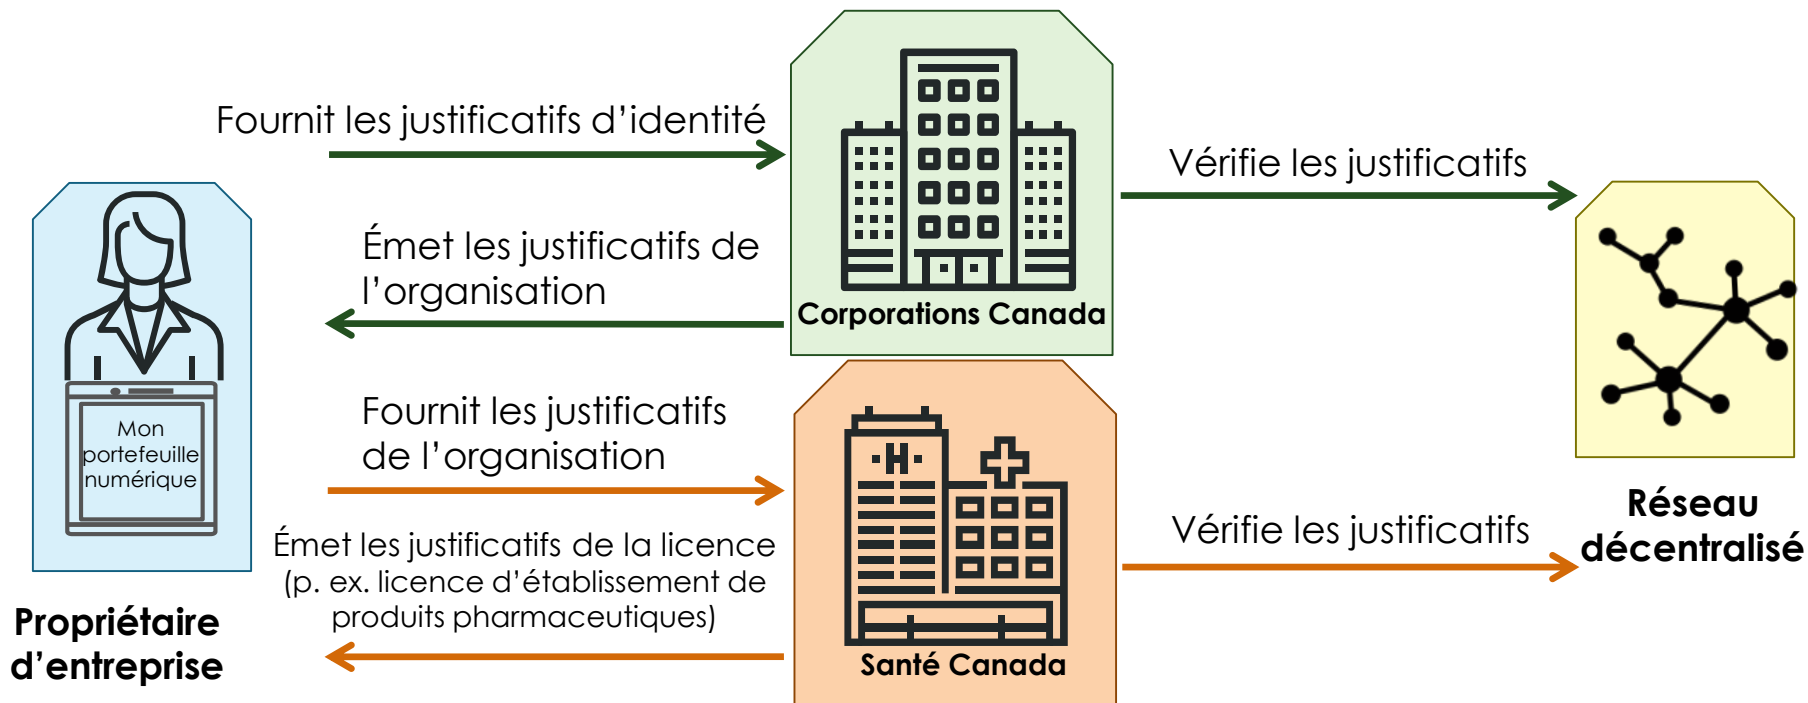 Fournit les justificatifs d’identité
Émet les justificatifs de
l’organisation
Corporations Canada
Vérifie les justificatifs
Mon
portefeuille
numérique
Propriétaire
d’entreprise
Fournit les justificatifs
de l’organisation
Émet les justificatifs de la licence
(p. ex. licence d’établissement de
produits pharmaceutiques)
H
Santé Canada
Vérifie les justificatifs
Réseau
décentralisé